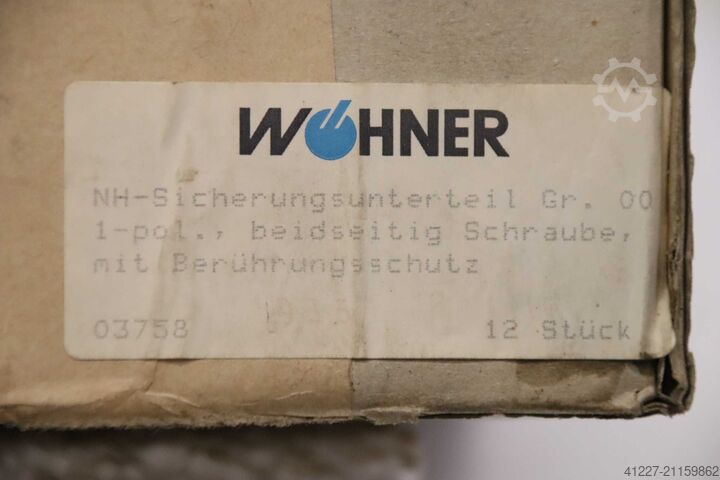 WÖHNER
NH-Sicherungsunterteil Gr. 00
1-pol., beidseitig Schraube,
mit Berührungsschutz
03758 12 Stück
41227-21159862